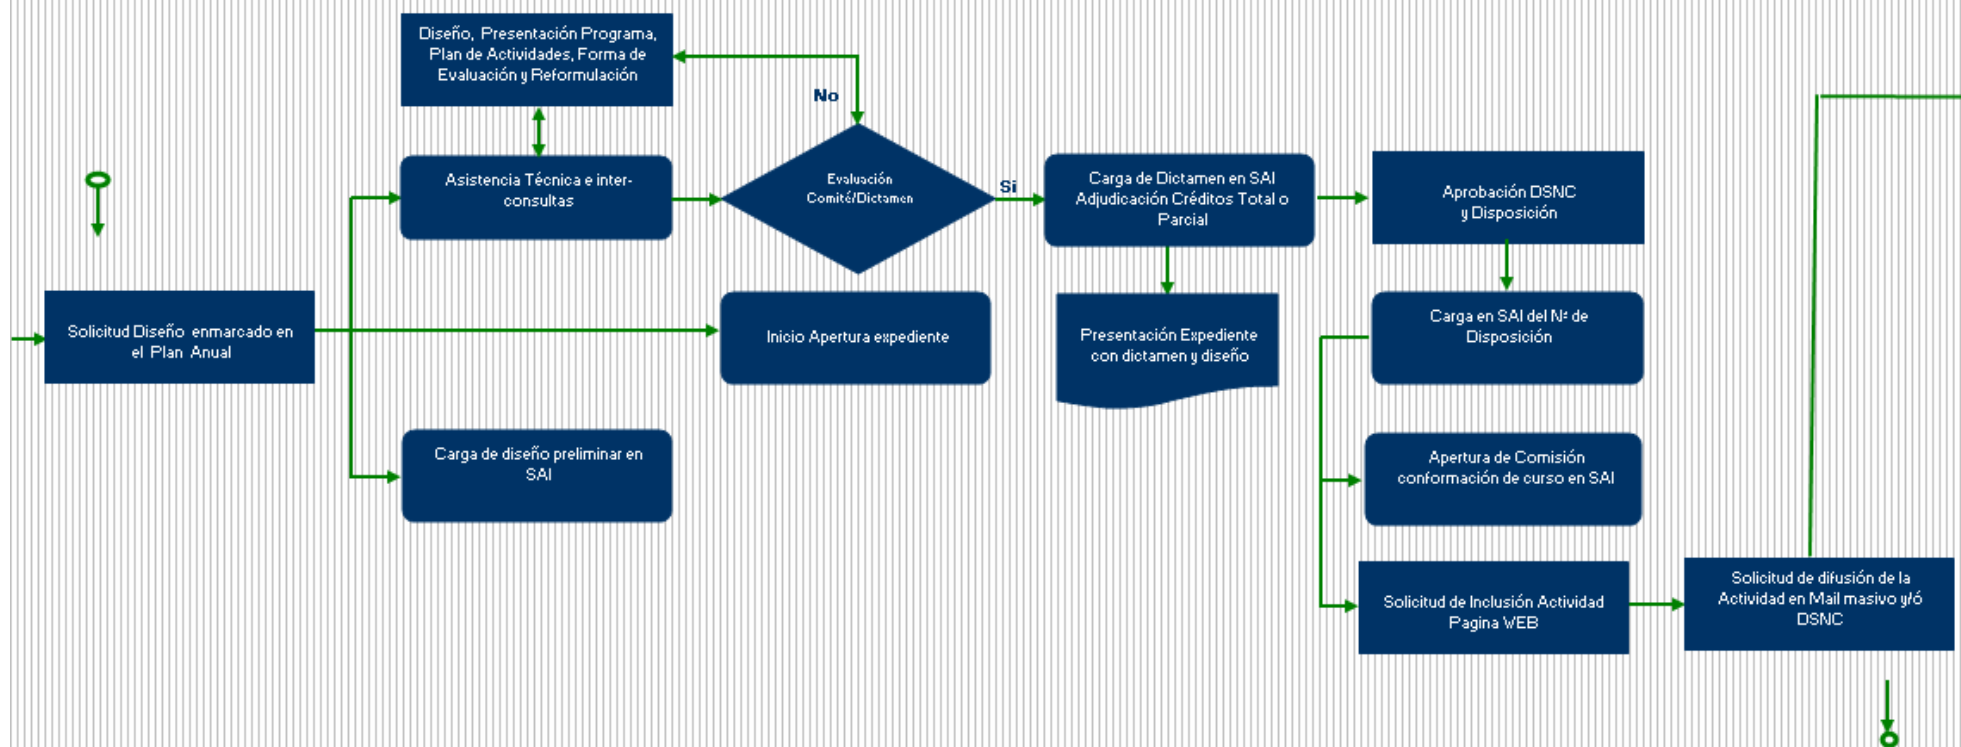 Diseño, Presentación Programa,
Plan de Actividades, Forma de
Evaluación y Reformulación
No
Asistencia Técnica e inter-
consultas
Evaluación
Comité/Dictamen
Si
Carga de Dictamen en SAI
Adjudicación Créditos Total o
Parcial
Aprobación DSNC
y Disposición
Solicitud Diseño enmarcado en
el Plan Anual
Inicio Apertura expediente
Presentación Expediente
con dictamen y diseño
Carga en SAI del Nº de
Disposición
Carga de diseño preliminar en
SAI
Apertura de Comisión
conformación de curso en SAI
Solicitud de Inclusión Actividad
Pagina WEB
Solicitud de difusión de la
Actividad en Mail masivo y/ó
DSNC